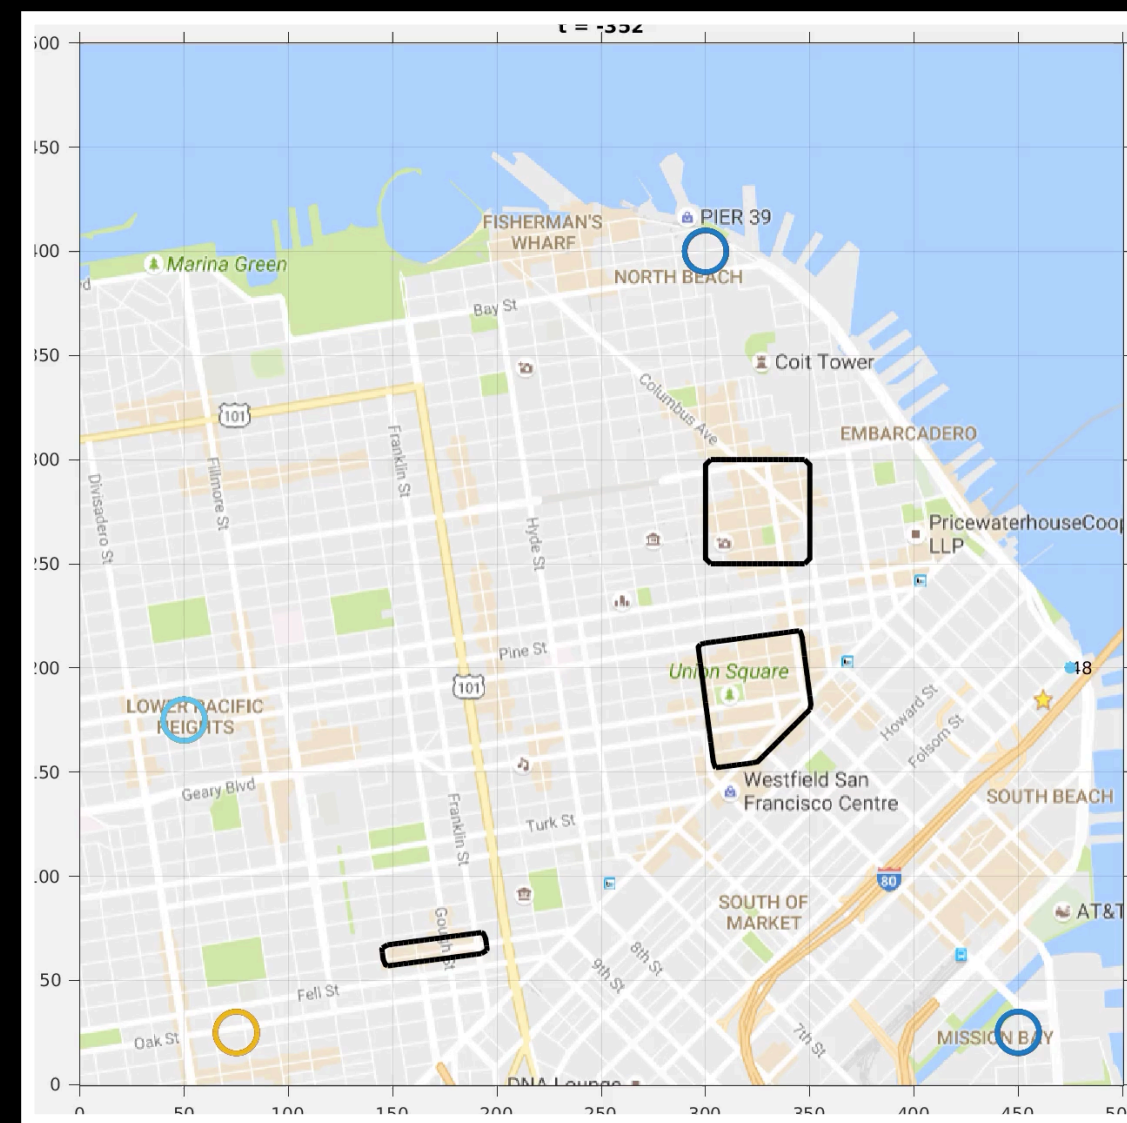 t = -352
500
450
400
350
300
250
200
150
100
50
0
0
50
100
150
200
250
300
350
400
450
50
PIER 39
FISHERMAN'S
WHARF
Marina Green
NORTH BEACH
Bay St
Coit Tower
Columbus Ave
101
EMBARCADERO
Franklin St
Fillmore St
Divisadero St
Hyde St
PricewaterhouseCoop
LLP
Pine St
Union Square
48
101
LOWER PACIFIC
HEIGHTS
Howard St
Folsom St
Geary Blvd
Westfield San
Francisco Centre
SOUTH BEACH
Franklin St
Turk St
80
SOUTH OF
MARKET
AT&T
Gough St
8th St
9th St
Fell St
7th St
MISSION BAY
Oak St
DNA Lounge